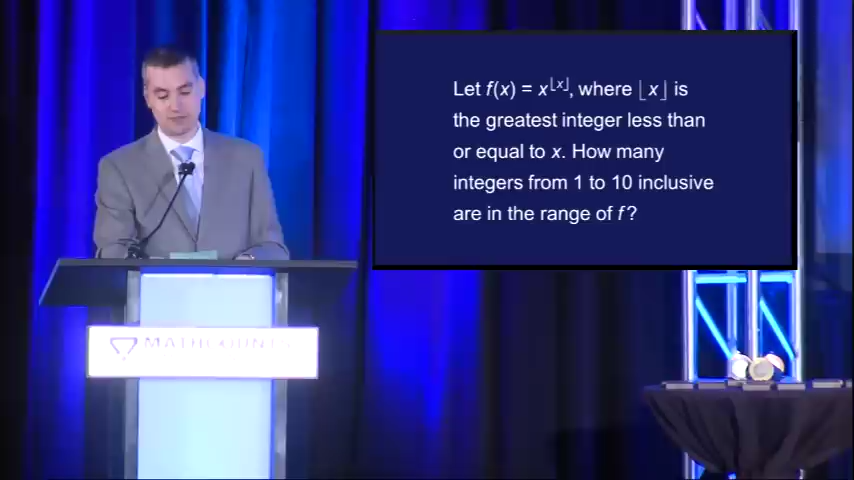 Let f(x) = x^⌊x⌋, where ⌊x⌋ is
the greatest integer less than
or equal to x. How many
integers from 1 to 10 inclusive
are in the range of f?
MATHCOUNTS